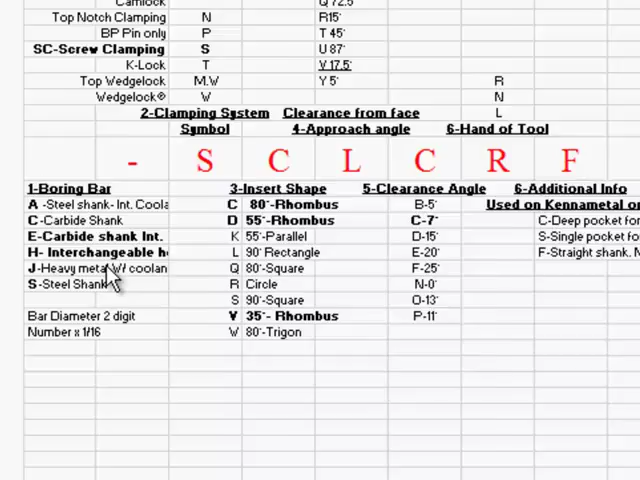 Camlock Q 72.5˚
Top Notch Clamping N R15˚
BP Pin only P T 45˚
SC-Screw Clamping S U 87˚
K-Lock T V 17.5˚
Top Wedgelock M.W Y 5˚ R
Wedgelock® W N
2-Clamping System Clearance from face L
Symbol 4-Approach angle 6-Hand of Tool
- S C L C R F
1-Boring Bar 3-Insert Shape 5-Clearance Angle 6-Additional Info
A -Steel shank- Int. Coola C 80˚-Rhombus B-5˚ Used on Kennametal or
C-Carbide Shank D 55˚-Rhombus C-7˚ C-Deep pocket fo
E-Carbide shank Int. K 55˚-Parallel D-15˚ S-Single pocket fo
H- Interchangeable h L 90˚ Rectangle E-20˚ F-Straight shank. N
J-Heavy metal W/ coolan Q 80˚-Square F-25˚
S-Steel Shank R Circle N-0˚
S 90˚-Square O-13˚
Bar Diameter 2 digit V 35˚- Rhombus P-11˚
Number x 1/16 W 80˚-Trigon